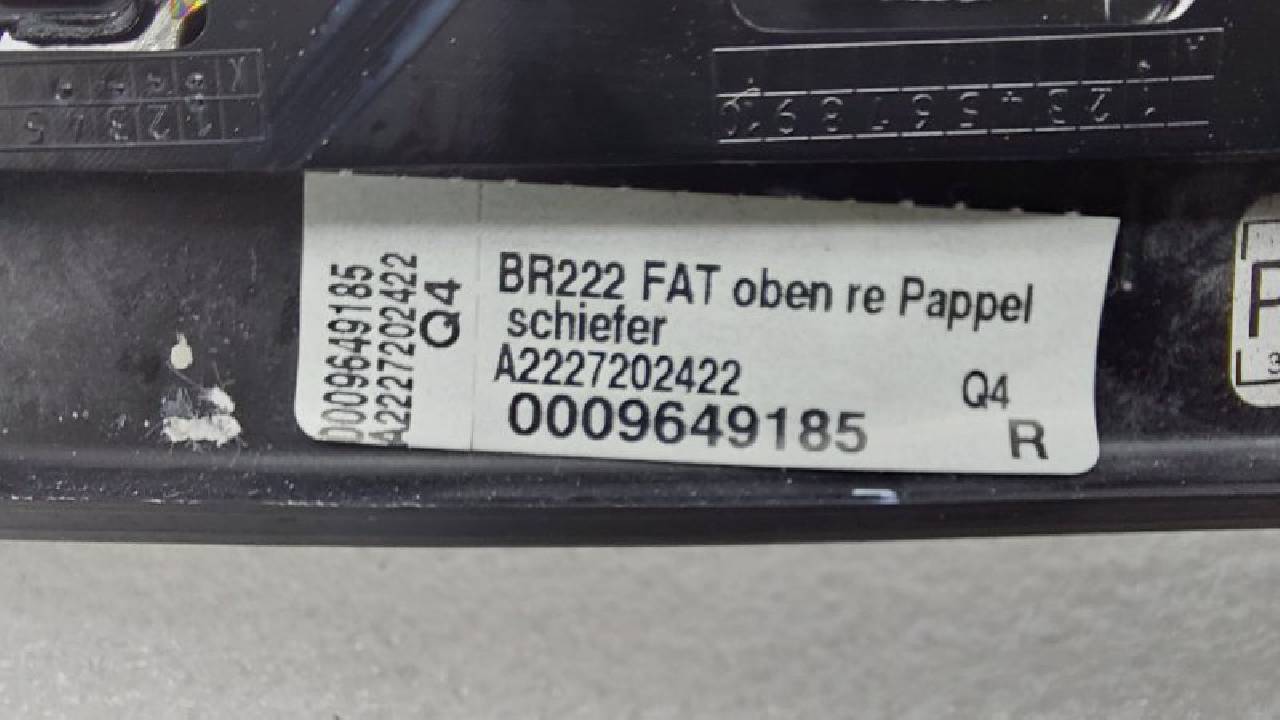 0009649185
A2227202422
Q4
BR222 FAT oben re Pappel
schiefer
A2227202422
Q4
0009649185
R